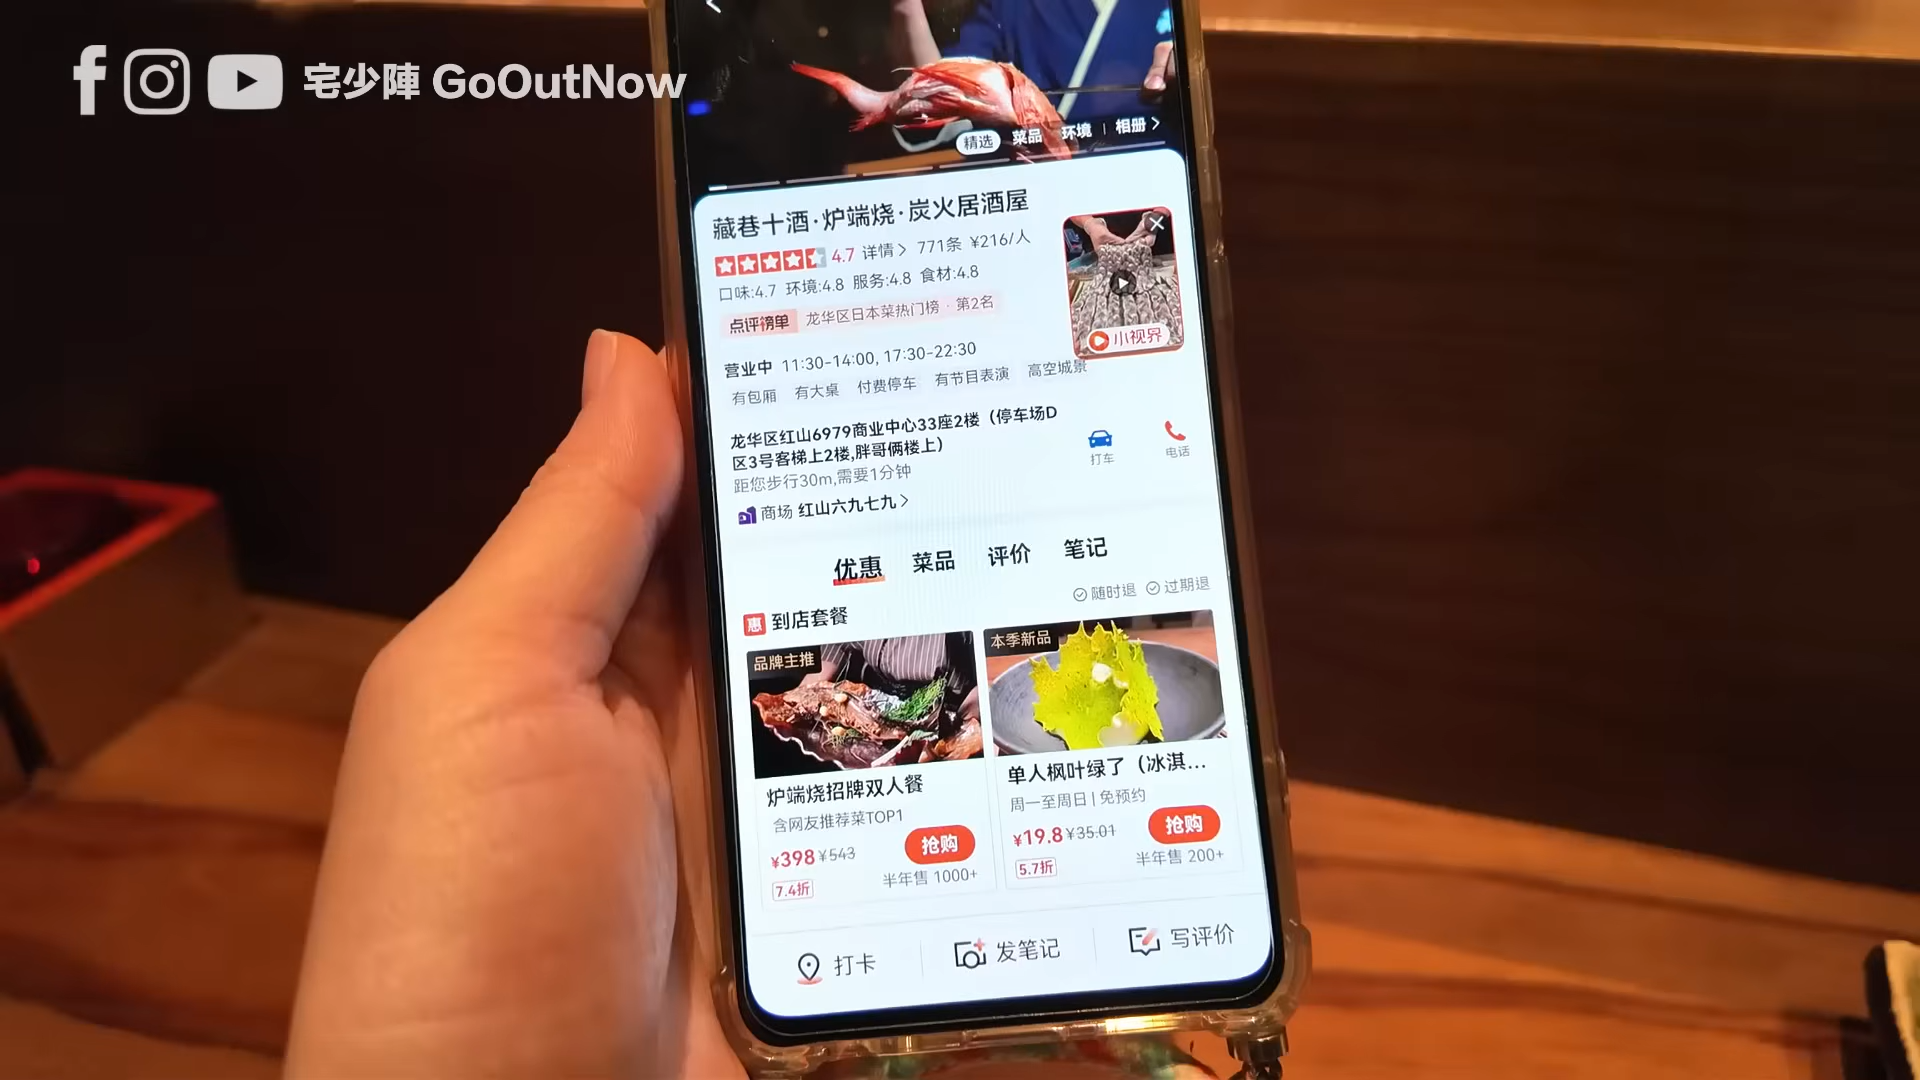 宅少陣 GoOutNow
精选 菜品 环境 | 相册 >
藏巷十酒·炉端烧·炭火居酒屋
4.7 详情> 771条 ¥216/人
口味:4.7 环境:4.8 服务:4.8 食材:4.8
点评榜单 龙华区日本菜热门榜 · 第2名
小视界
营业中 11:30-14:00, 17:30-22:30
有包厢 有大桌 付费停车 有节目表演 高空城景
龙华区红山6979商业中心33座2楼（停车场D
区3号客梯上2楼,胖哥俩楼上）
距您步行30m,需要1分钟
打车 电话
商场 红山六九七九>
优惠 菜品 评价 笔记
随时退 过期退
惠 到店套餐
品牌主推
炉端烧招牌双人餐
含网友推荐菜TOP1
¥398 ¥543 抢购
7.4折 半年售 1000+
本季新品
单人枫叶绿了（冰淇...
周一至周日 | 免预约
¥19.8 ¥35.01 抢购
5.7折 半年售 200+
打卡 发笔记 写评价